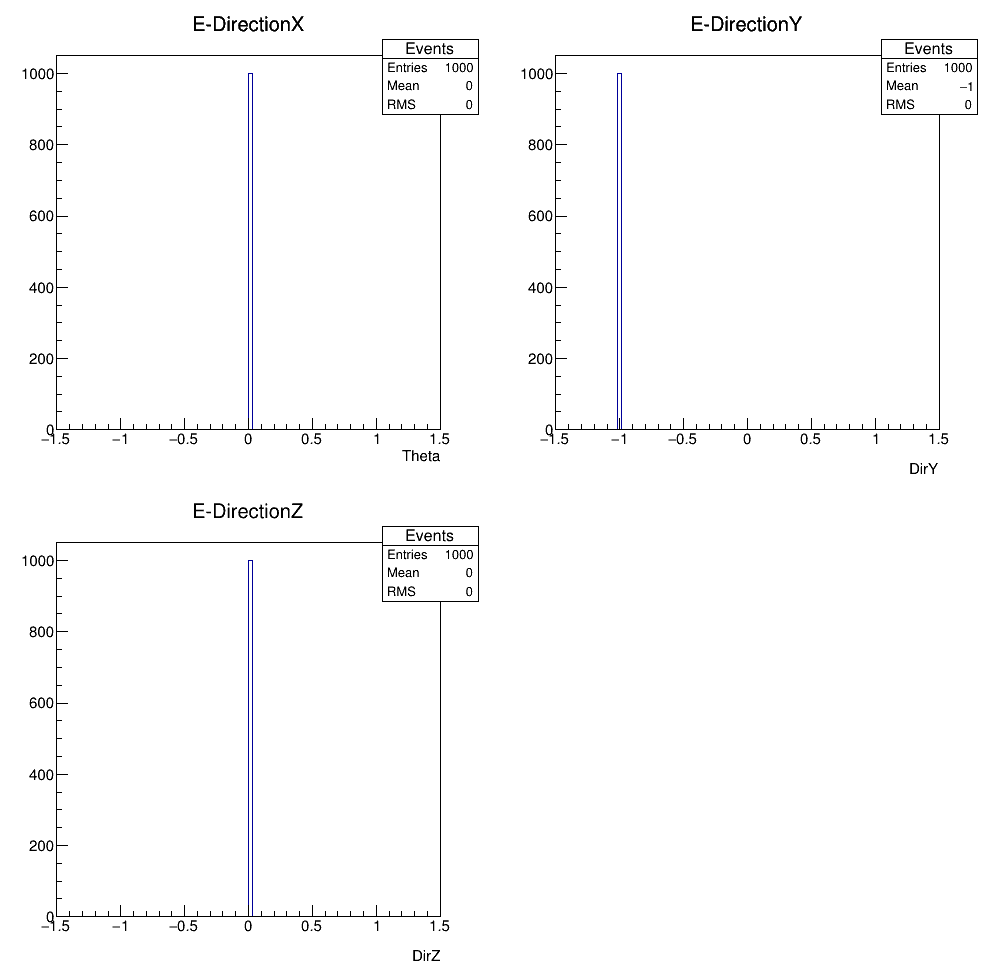 E-DirectionX
Events
Entries 1000
Mean 0
RMS 0
1000
800
600
400
200
0
−1.5 −1 −0.5 0 0.5 1 1.5
Theta
E-DirectionY
Events
Entries 1000
Mean −1
RMS 0
1000
800
600
400
200
0
−1.5 −1 −0.5 0 0.5 1 1.5
DirY
E-DirectionZ
Events
Entries 1000
Mean 0
RMS 0
1000
800
600
400
200
0
−1.5 −1 −0.5 0 0.5 1 1.5
DirZ